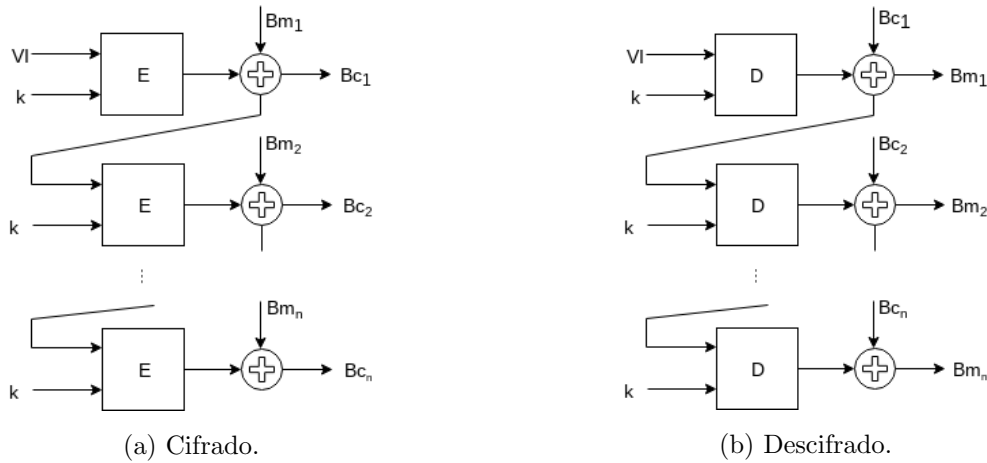 Bm1
VI
E
Bc1
k
Bm2
E
Bc2
k
Bmn
E
Bcn
k
(a) Cifrado.
Bc1
VI
D
Bm1
k
Bc2
D
Bm2
k
Bcn
D
Bmn
k
(b) Descifrado.